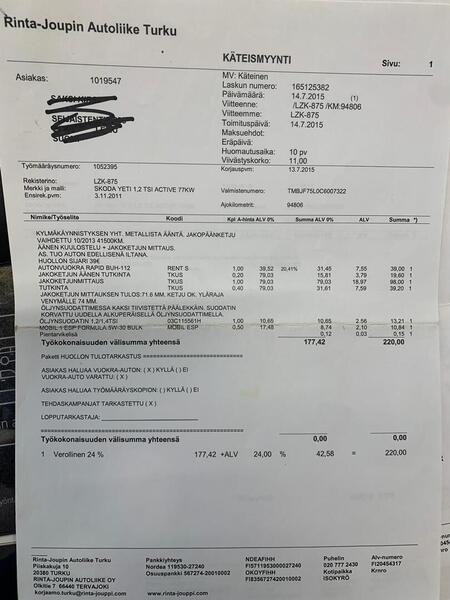 Rinta-Joupin Autoliike Turku
KÄTEISMYYNTI Sivu: 1
Asiakas: 1019547
MV: Käteinen
Laskun numero: 165125382
Päivämäärä: 14.7.2015 (1)
Viitteenne: /LZK-875 /KM:94806
Viitteemme: LZK-875
Toimituspäivä: 14.7.2015
Maksuehdot:
Eräpäivä:
Huomautusaika: 10 pv
Viivästyskorko: 11,00
Työmääräysnumero: 1052395 Korjauspvm: 13.7.2015
Rekisterino: LZK-875
Merkki ja malli: SKODA YETI 1,2 TSI ACTIVE 77KW Valmistenumero: TMBJF75L0C6007322
Ensirek.pvm: 3.11.2011
Ajokilometrit: 94806
Nimike/Työselite Koodi Kpl A-hinta ALV 0% Summa ALV 0% ALV Summa *)
KYLMÄKÄYNNISTYKSEN YHT. METALLISTA ÄÄNTÄ, JAKOPÄÄNKETJU
VAIHDETTU 10/2013 41500KM.
ÄÄNEN KUULOSTELU + JAKOKETJUN MITTAUS.
AS. TUO AUTON EDELLISENÄ ILTANA.
HUOLLON SIJARI 39€
AUTONVUOKRA RAPID BUH-112 RENT S 1,00 39,52 20,41% 31,45 7,55 39,00 1
JAKOKETJUN ÄÄNEN TUTKINTA TKS 0,20 79,03 15,81 3,79 19,60 1
JAKOKETJUNMITTAUS TKS 1,00 79,03 79,03 18,97 98,00 1
TUTKINTA TKS 0,40 79,03 31,61 7,59 39,20 1
JAKOKETJUN MITTAUKSEN TULOS:71.6 MM. KETJU OK. YLÄRAJA
VENYMÄLLE 74 MM.
ÖLJYNSUODATTIMESSA KAKSI TIIVISTETTÄ PÄÄLEKKÄIN. SUODATIN
KORVATTU UUDELLA ALKUPERÄISELLÄ ÖLJYNSUODATTIMELLA.
ÖLJYNSUODATIN 1.2/1.4TSI 03C115561H 1,00 10,65 10,65 2,56 13,21 1
MOBIL 1 ESP FORMULA 5W-30 BULK MOBIL ESP 0,50 17,48 8,74 2,10 10,84 1
Pientarvikelisä 0,12 0,03 0,15 1
Työkokonaisuuden välisumma yhteensä 177,42 220,00
Paketti HUOLLON TULOTARKASTUS
ASIAKAS HALUAA VUOKRA-AUTON: ( X ) KYLLÄ ( ) EI
VUOKRA-AUTO VARATTU: ( X )
ASIAKAS HALUAA TYÖMÄÄRÄYSKOPION: ( ) KYLLÄ ( ) EI
TEHDASKAMPANJAT TARKASTETTU ( X )
LOPPUTARKASTAJA:
Työkokonaisuuden välisumma yhteensä 0,00 0,00
1 Verollinen 24 % 177,42 +ALV 24,00 % 42,58 = 220,00
Rinta-Joupin Autoliike Turku Pankkiyhteys NDEAFIHH Puhelin Alv-numero
Piiskakuja 10 Nordea 119530-27240 FI5711953000027240 020 777 2430 FI20454317
20380 TURKU Osuuspankki 567274-20010002 OKOYFIHH Kotipaikka Krnro
RINTA-JOUPIN AUTOLIIKE OY FI8356727420010002 ISOKYRÖ
Olkitie 7 66440 TERVAJOKI
korjaamo.turku@rinta-jouppi.com www.rinta-jouppi.com